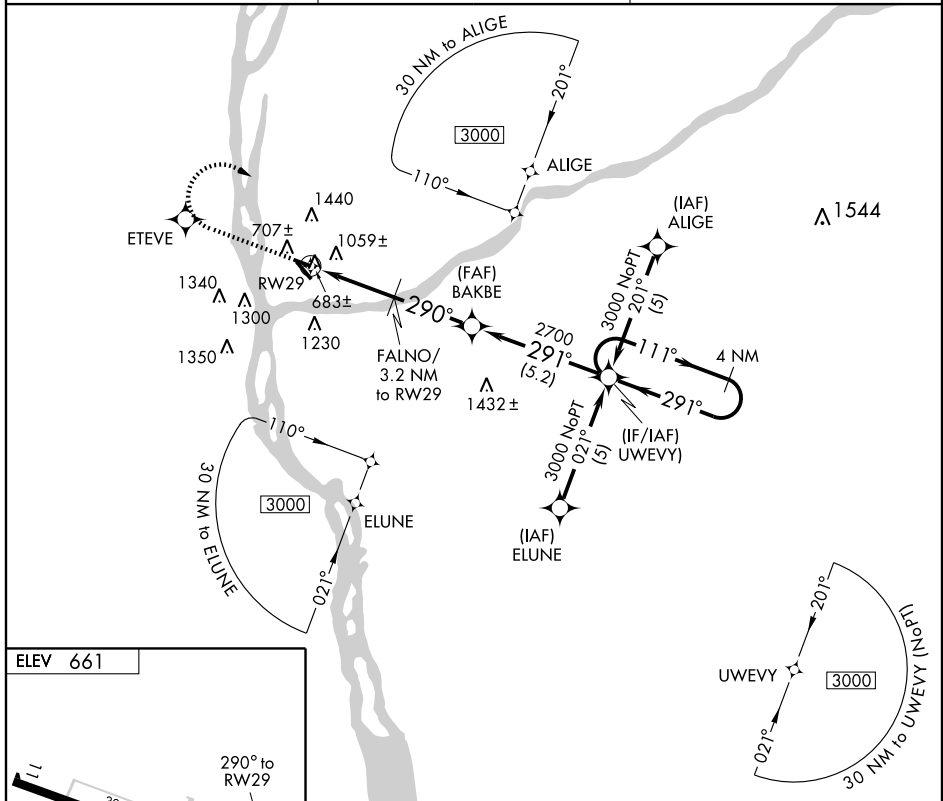 30 NM to ALIGE
201°
3000
110°
ALIGE
(IAF)
ALIGE
1544
1440
ETEVE
707±
1059±
RW29
683±
1340
1300
1230
1350
(FAF)
BAKBE
290°
FALNO/
3.2 NM
to RW29
2700
291°
(5.2)
1432±
3000 NoPT
201°
(5)
111°
4 NM
291°
(IF/IAF)
UWEVY)
3000 NoPT
021°
(5)
(IAF)
ELUNE
110°
30 NM to ELUNE
3000
ELUNE
021°
201°
UWEVY
3000
021°
30 NM to UWEVY (NoPT)
ELEV 661
11
290° to
RW29